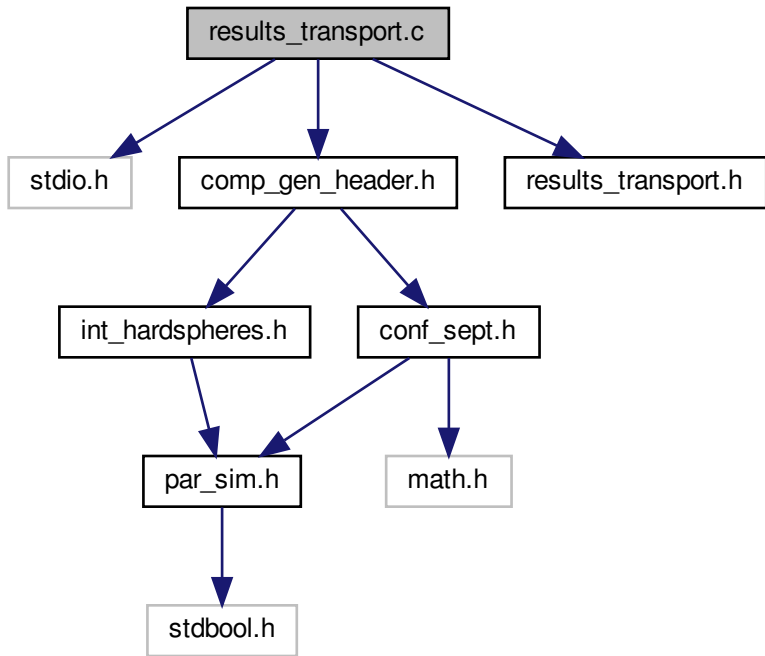 results_transport.c
stdio.h
comp_gen_header.h
results_transport.h
int_hardspheres.h
conf_sept.h
par_sim.h
math.h
stdbool.h